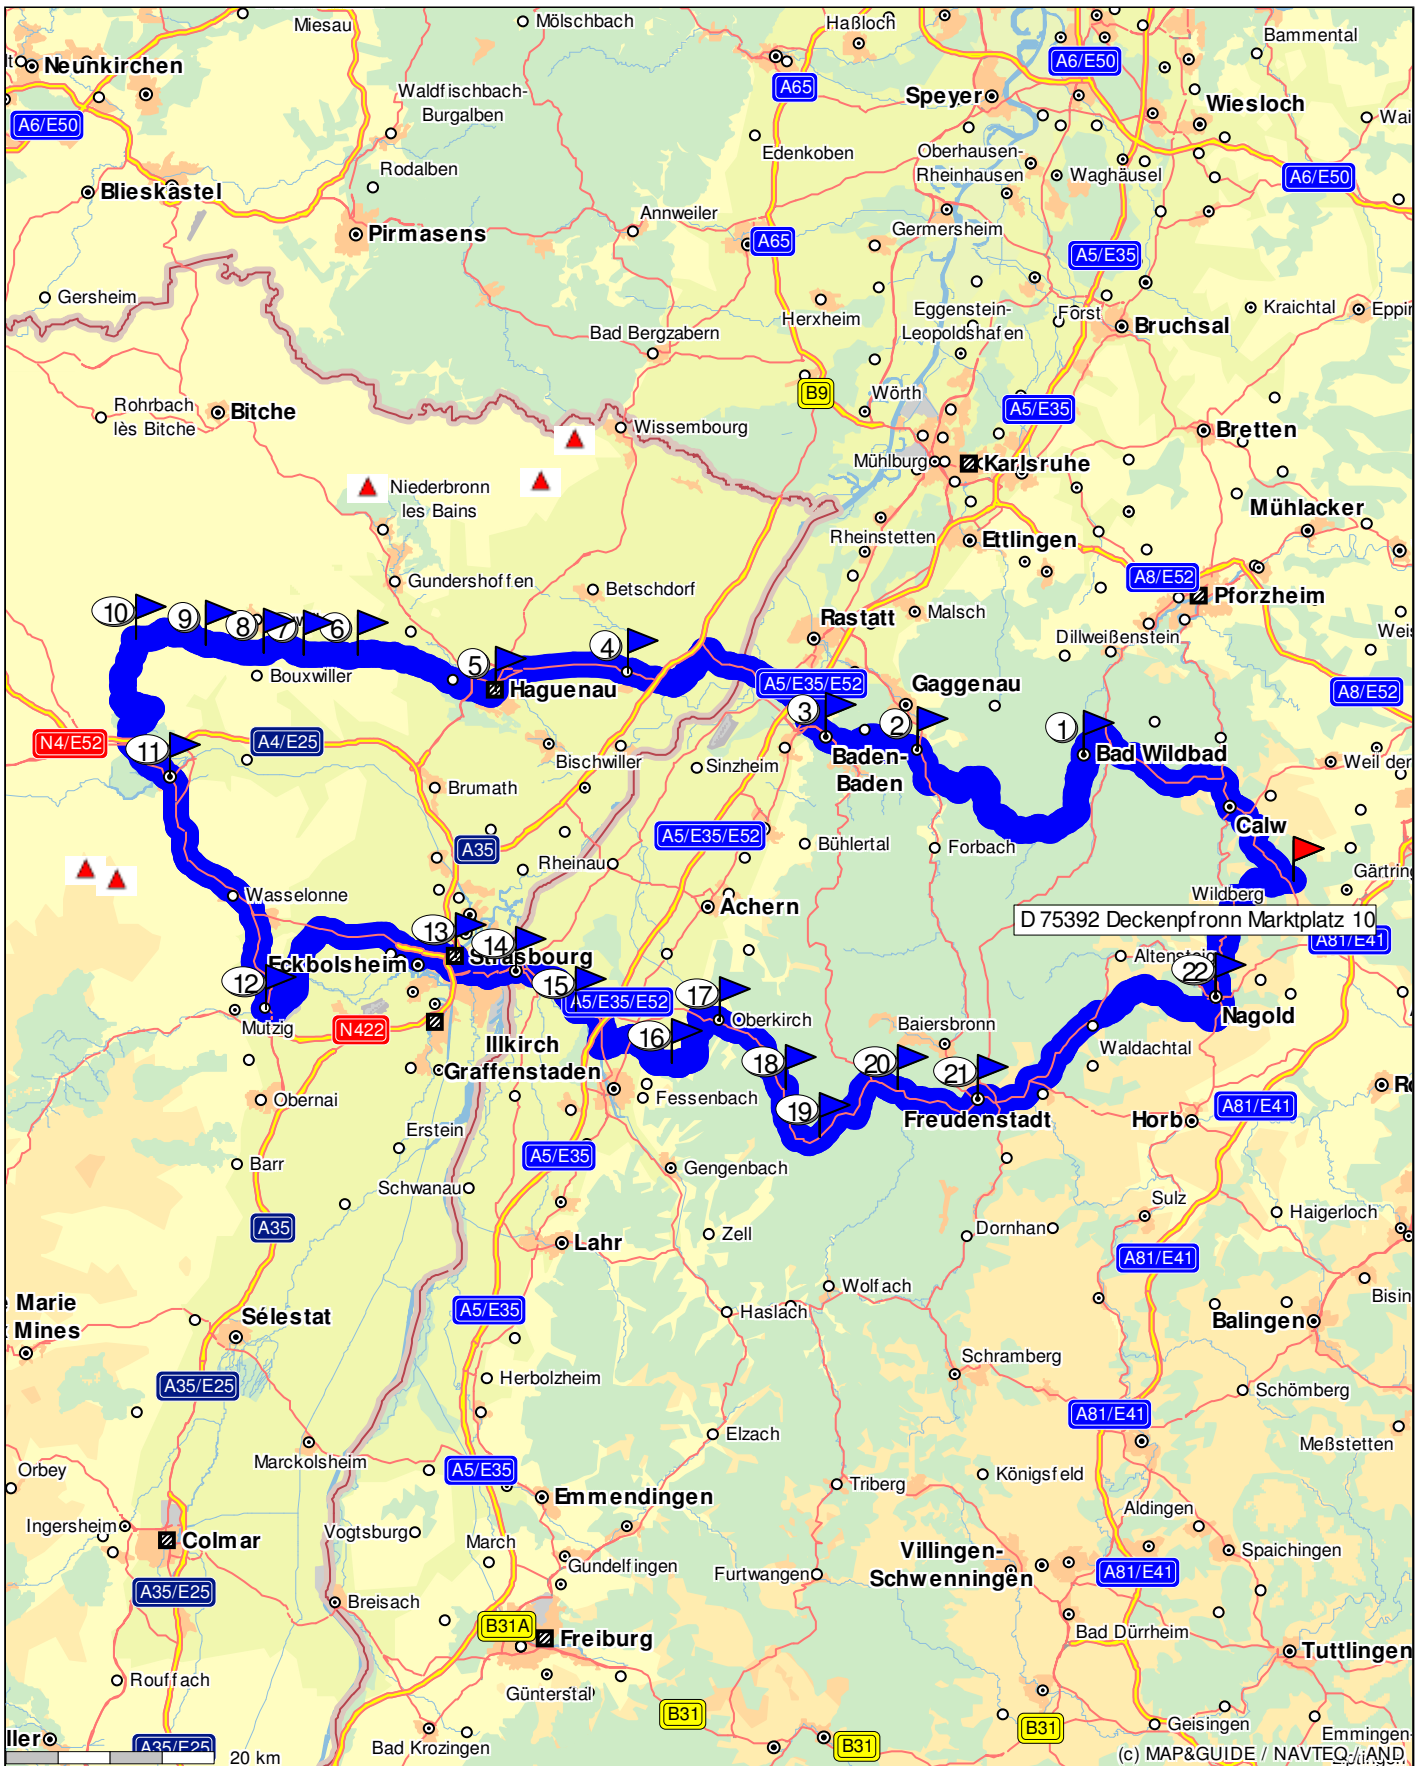 Miesau
Mölschbach
Haßloch
Bammental
Neunkirchen
A6/E50
Waldfischbach-
Burgalben
A65
Speyer
Wiesloch
A6/E50
Edenkoben
Oberhausen-
Rheinhausen
Waghäusel
A6/E50
Blieskastel
Rodalben
Annweiler
Germersheim
Pirmasens
A65
A5/E35
Gersheim
Herxheim
Eggenstein-
Leopoldshafen
Forst
Bruchsal
Kraichtal
Bad Bergzabern
Rohrbach
lès Bitche
Bitche
B9
Wörth
A5/E35
Wissembourg
Bretten
Mühlburg
Karlsruhe
Niederbronn
les Bains
Mühlacker
Rheinstetten
Ettlingen
Gundershoffen
Betschdorf
A8/E52
Pforzheim
Rastatt
Malsch
Dillweißenstein
10
9
8
7
6
4
5
Bouxwiller
Haguenau
A5/E35/E52
Gaggenau
A8/E52
3
2
1
N4/E52
11
A4/E25
Bischwiller
Sinzheim
Baden-
Baden
Bad Wildbad
Weil der
Brumath
Calw
A35
A5/E35/E52
Bühlertal
Forbach
Rheinau
Gärtring
Wasselonne
Achern
Wildberg
D 75392 Deckenpfronn Marktplatz 10
A81/E41
13
14
Strasbourg
Eckbolsheim
12
15
A5/E35/E52
17
Altensteig
22
Nagold
Mutzig
N422
16
Oberkirch
Baiersbronn
Illkirch
Graffenstaden
18
20
21
Waldachtal
Obernai
Fessenbach
19
Freudenstadt
Horb
A81/E41
Erstein
A5/E35
Barr
Gengenbach
Schwanau
Sulz
Haigerloch
A35
Lahr
Zell
Dornhan
A81/E41
Marie
Mines
Sélestat
A5/E35
Haslach
Wolfach
Balingen
Bisin
A35/E25
Herbolzheim
Schramberg
Schömberg
A81/E41
Elzach
Meßstetten
Marckolsheim
Orbey
A5/E35
Triberg
Königsfeld
Emmendingen
Aldingen
Ingersheim
Colmar
Vogtsburg
March
Gundelfingen
Furtwangen
Villingen-
Schwenningen
A81/E41
Spaichingen
A35/E25
Breisach
B31A
Freiburg
Bad Dürrheim
Tuttlingen
Rouffach
Günterstal
B31
B31
B31
Geisingen
Emmingen-
ller
A35/E25
20 km
Bad Krozingen
(c) MAP&GUIDE / NAVTEQ / AND